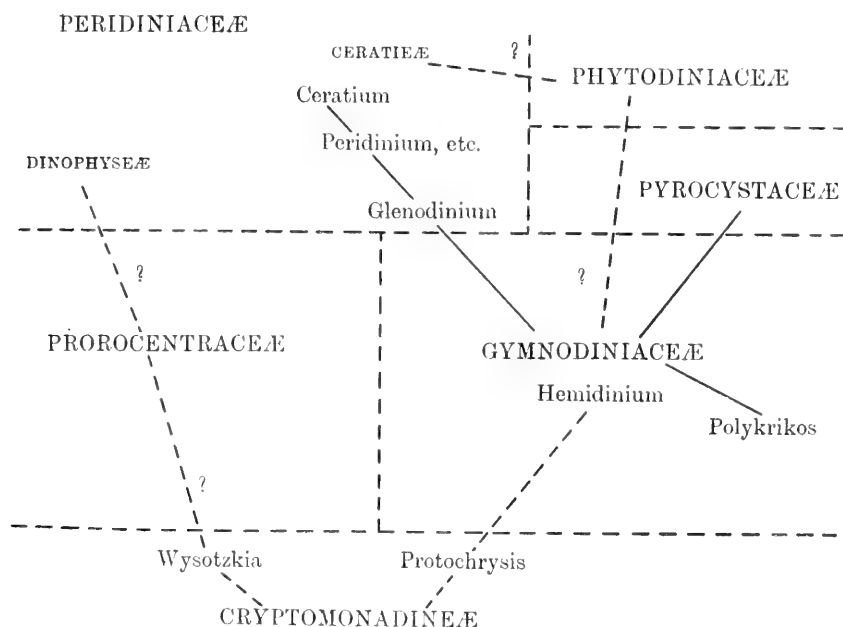 PERIDINIACEÆ
CERATIEÆ
?
PHYTODINIACEÆ
Ceratium
Peridinium, etc.
DINOPHYSEÆ
PYROCYSTACEÆ
Glenodinium
?
?
PROROCENTRACEÆ
GYMNODINIACEÆ
Hemidinium
Polykrikos
?
Wysotzkia
Protochrysis
CRYPTOMONADINEÆ